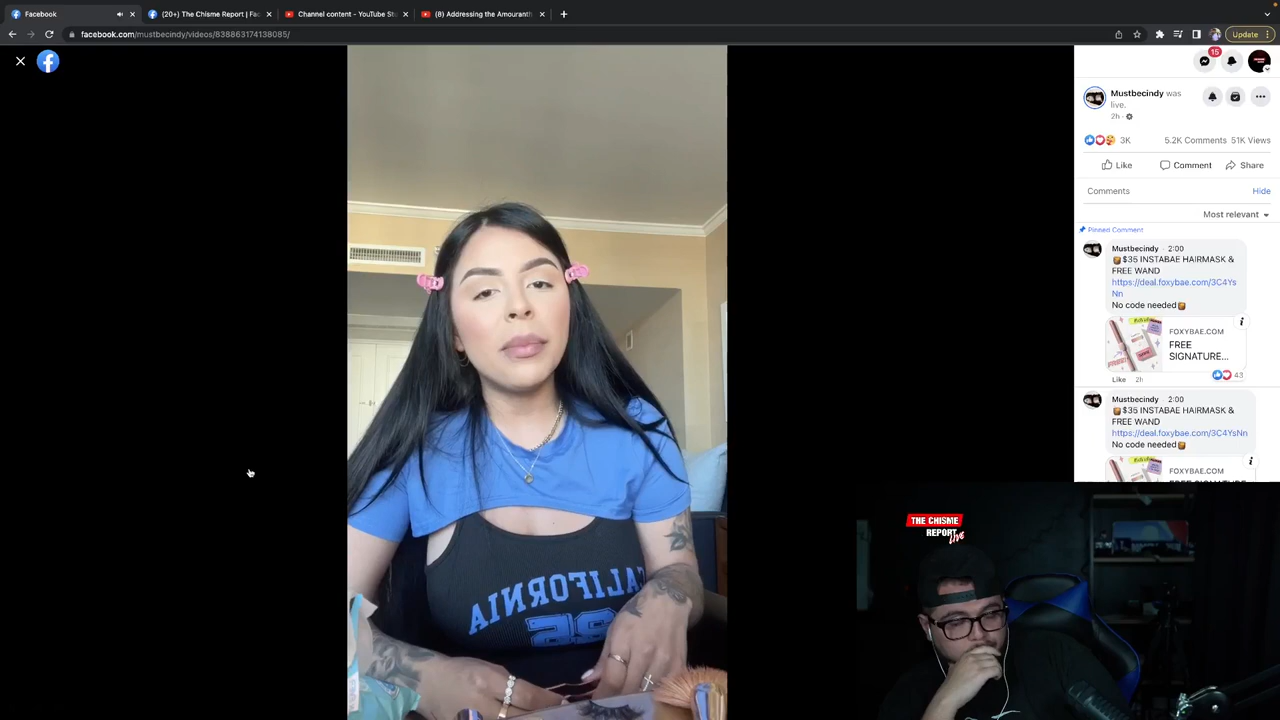 Facebook
(20+) The Chisme Report | Fac
Channel content - YouTube St
(8) Addressing the Amouranth
facebook.com/mustbecindy/videos/838863174138085/
Update
15
Mustbecindy was
live.
2h
3K
5.2K Comments 51K Views
Like
Comment
Share
Comments
Hide
Most relevant
Pinned Comment
Mustbecindy · 2:00
$35 INSTABAE HAIRMASK &
FREE WAND
https://deal.foxybae.com/3C4Ys
Nn
No code needed
FOXYBAE.COM
FREE
SIGNATURE...
43
Like 2h
Mustbecindy · 2:00
$35 INSTABAE HAIRMASK &
FREE WAND
https://deal.foxybae.com/3C4YsNn
No code needed
FOXYBAE.COM
THE CHISME
REPORT Live
CALIFORNIA